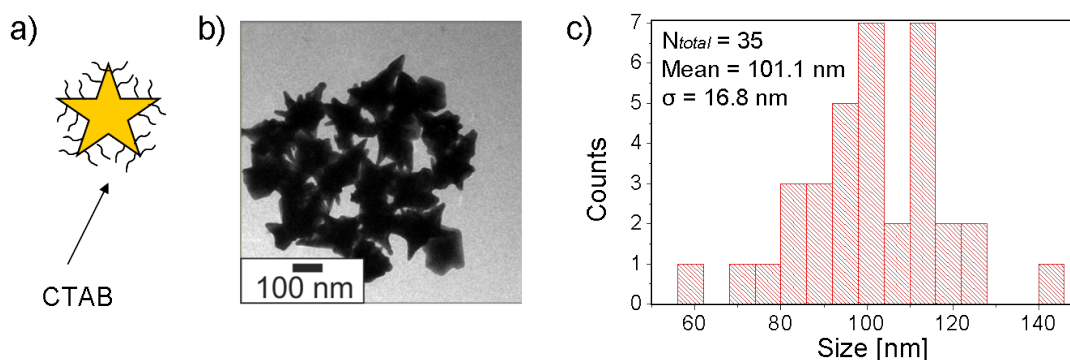 a)
CTAB
b)
100 nm
c)
N_total = 35
Mean = 101.1 nm
σ = 16.8 nm
Counts
7
6
5
4
3
2
1
0
60
80
100
120
140
Size [nm]